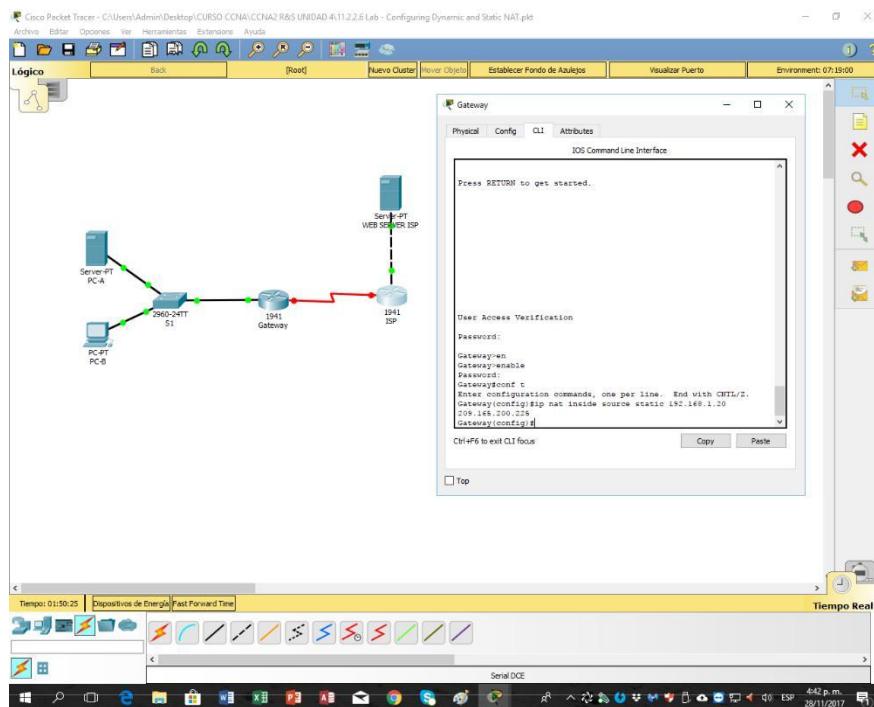 Cisco Packet Tracer - C:\Users\Admin\Desktop\CURSO CCNA\CCNA2 R&S UNIDAD 4\11.2.2.6 Lab - Configuring Dynamic and Static NAT.pkt
Archivo Editar Opciones Ver Herramientas Extensions Ayuda
Lógico Back [Root] Nuevo Cluster Mover Objeto Establecer Fondo de Azulejos Visualizar Puerto Environment: 07:19:00
Gateway
Physical Config CLI Attributes
IOS Command Line Interface
Press RETURN to get started.
User Access Verification
Password:
Gateway>en
Gateway>enable
Password:
Gateway#conf t
Enter configuration commands, one per line. End with CNTL/Z.
Gateway(config)#ip nat inside source static 192.168.1.20
209.165.200.225
Gateway(config)#
Ctrl+F6 to exit CLI focus Copy Paste
Top
Server-PT
WEB SERVER ISP
Server-PT
PC-A
2960-24TT
S1
1941
Gateway
1941
ISP
PC-PT
PC-B
Tiempo: 01:50:25 Dispositivos de Energía Fast Forward Time Tiempo Real
Serial DCE
ESP 4:42 p. m.
28/11/2017